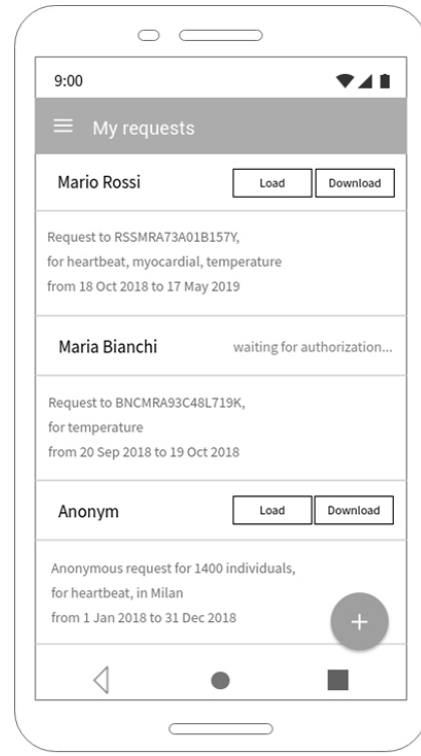 9:00
My requests
Mario Rossi Load Download
Request to RSSMRA73A01B157Y,
for heartbeat, myocardial, temperature
from 18 Oct 2018 to 17 May 2019
Maria Bianchi waiting for authorization...
Request to BNCMRA93C48L719K,
for temperature
from 20 Sep 2018 to 19 Oct 2018
Anonym Load Download
Anonymous request for 1400 individuals,
for heartbeat, in Milan
from 1 Jan 2018 to 31 Dec 2018
+